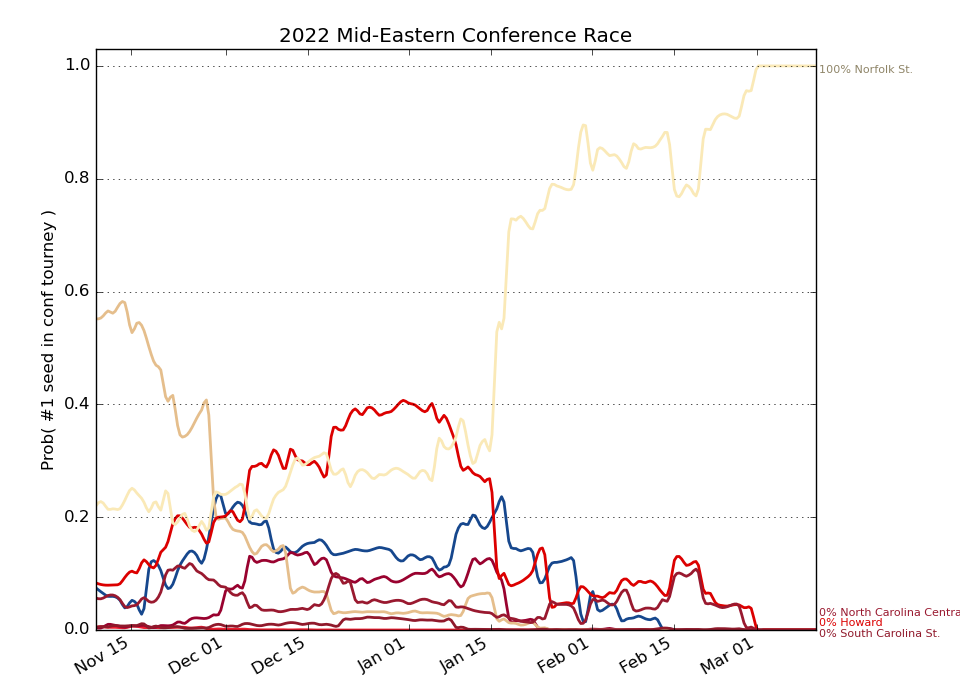 2022 Mid-Eastern Conference Race
Prob( #1 seed in conf tourney )
1.0
0.8
0.6
0.4
0.2
0.0
Nov 15
Dec 01
Dec 15
Jan 01
Jan 15
Feb 01
Feb 15
Mar 01
100% Norfolk St.
0% North Carolina Centra
0% Howard
0% South Carolina St.